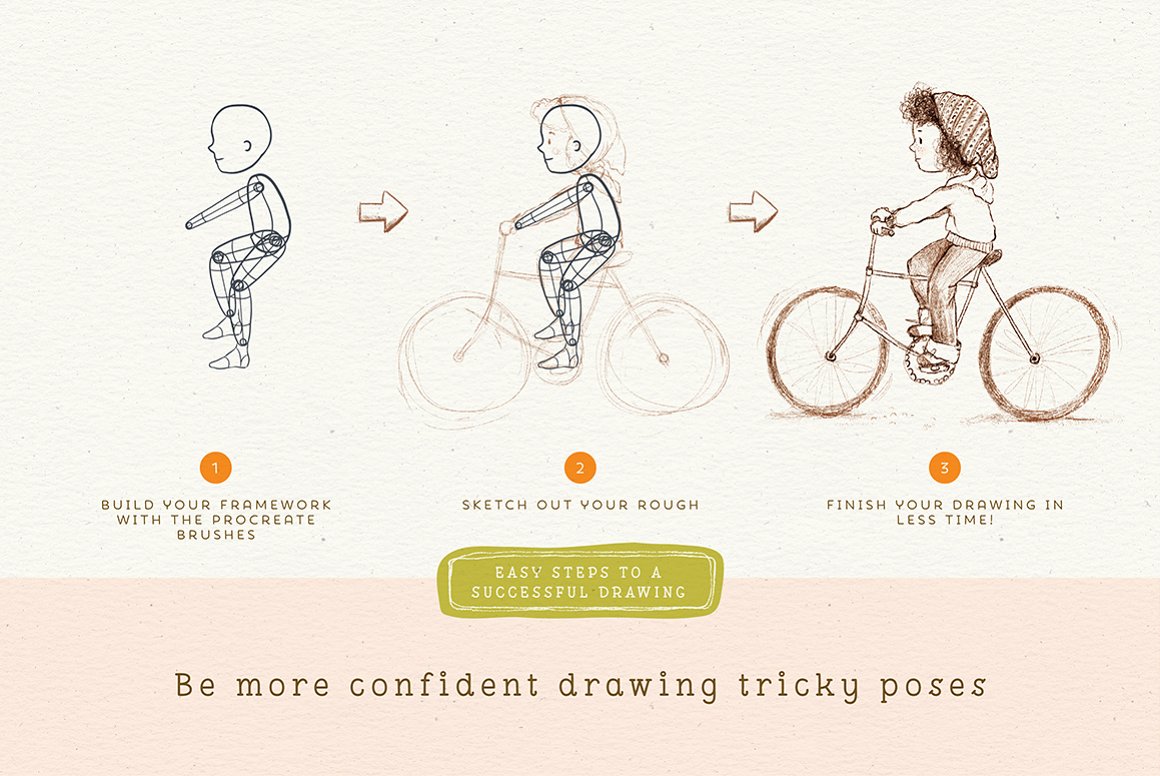 1
BUILD YOUR FRAMEWORK
WITH THE PROCREATE
BRUSHES
2
SKETCH OUT YOUR ROUGH
3
FINISH YOUR DRAWING IN
LESS TIME!
EASY STEPS TO A
SUCCESSFUL DRAWING
Be more confident drawing tricky poses